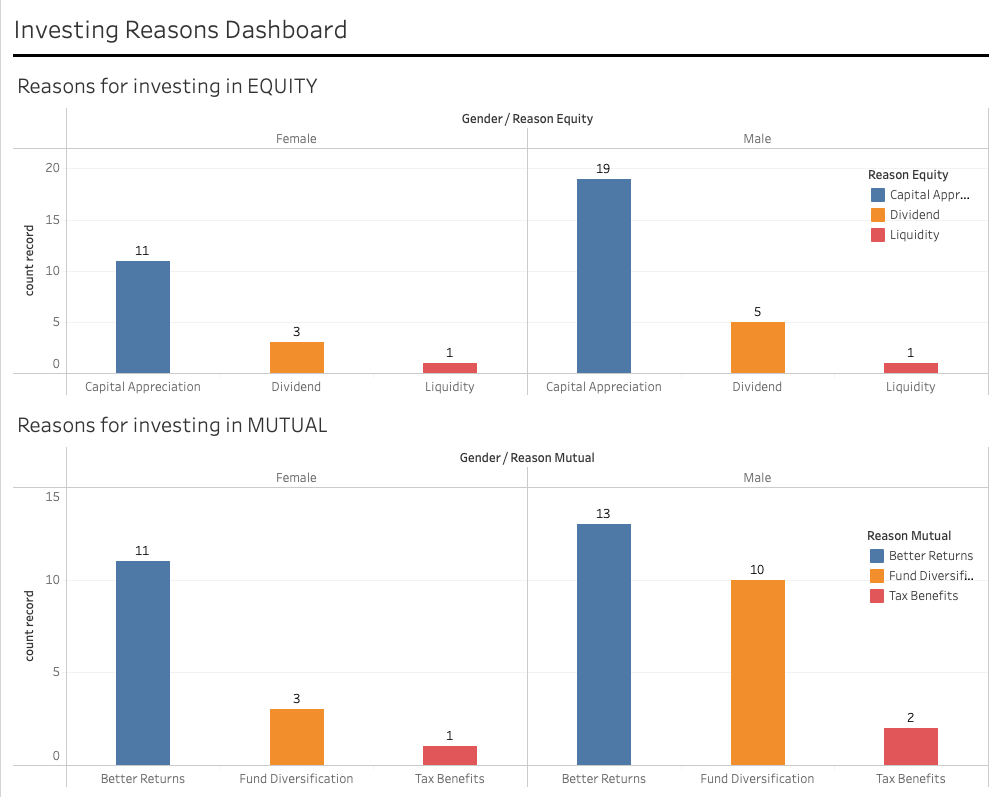 Investing Reasons Dashboard
Reasons for investing in EQUITY
Gender / Reason Equity
Female
Male
20
15
10
5
0
count record
11
3
1
19
5
1
Reason Equity
Capital Appr...
Dividend
Liquidity
Capital Appreciation
Dividend
Liquidity
Capital Appreciation
Dividend
Liquidity
Reasons for investing in MUTUAL
Gender / Reason Mutual
Female
Male
15
10
5
0
count record
11
3
1
13
10
2
Reason Mutual
Better Returns
Fund Diversifi..
Tax Benefits
Better Returns
Fund Diversification
Tax Benefits
Better Returns
Fund Diversification
Tax Benefits